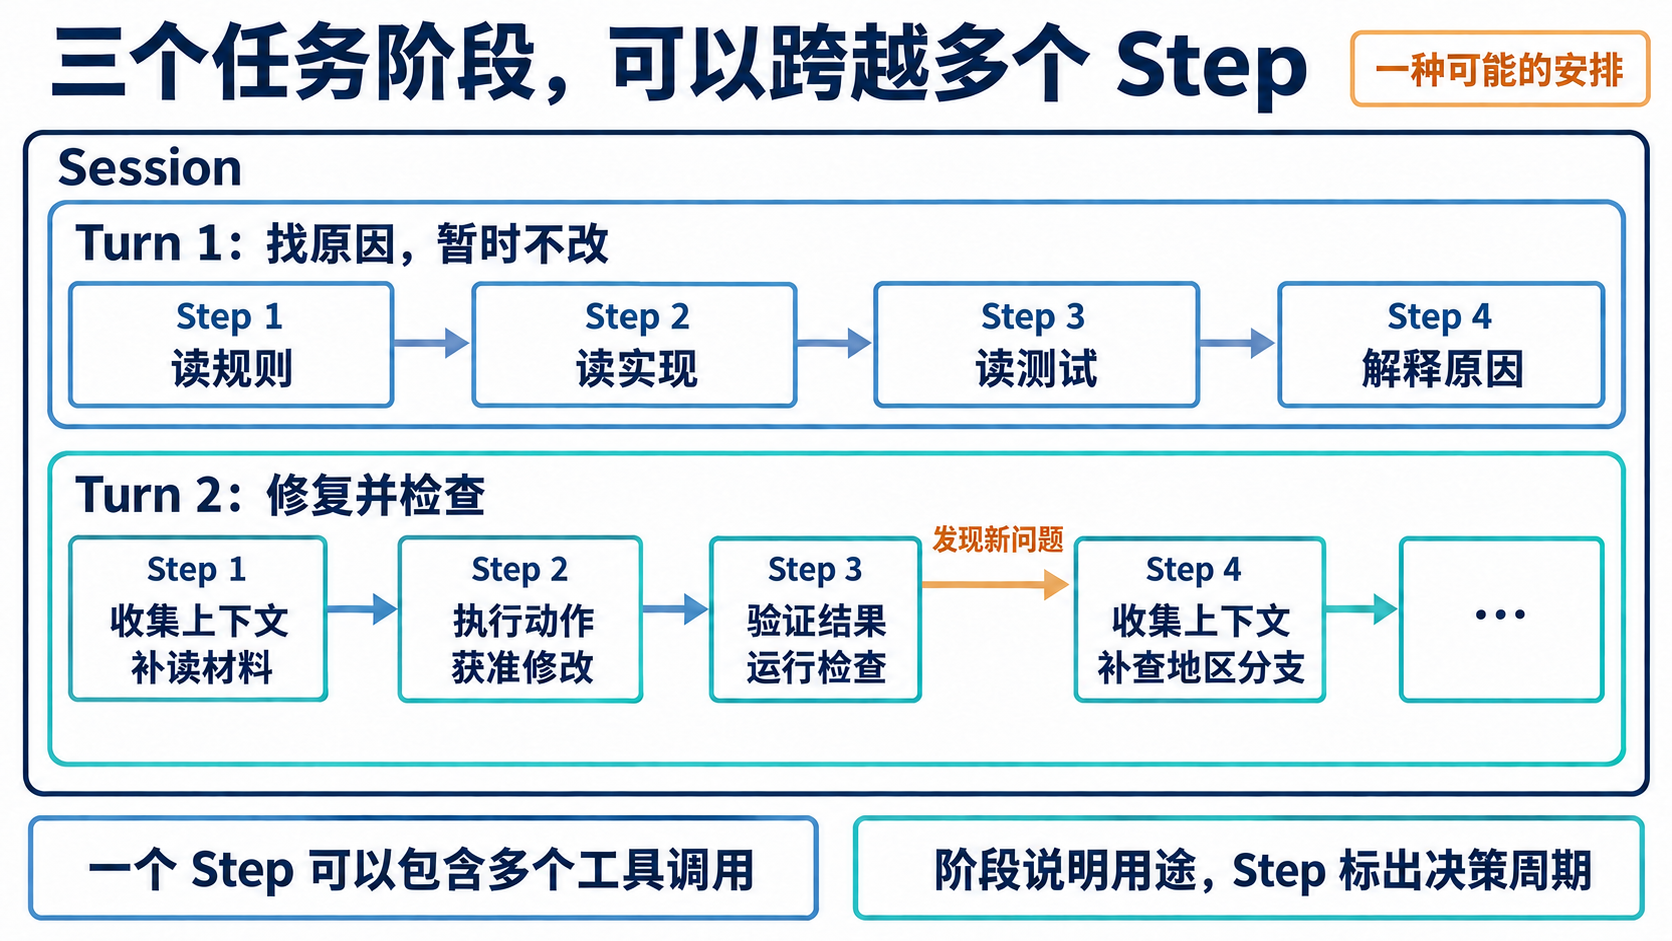 三个任务阶段，可以跨越多个 Step
一种可能的安排
Session
Turn 1：找原因，暂时不改
Step 1
读规则
Step 2
读实现
Step 3
读测试
Step 4
解释原因
Turn 2：修复并检查
Step 1
收集上下文
补读材料
Step 2
执行动作
获准修改
Step 3
验证结果
运行检查
发现新问题
Step 4
收集上下文
补查地区分支
...
一个 Step 可以包含多个工具调用
阶段说明用途，Step 标出决策周期